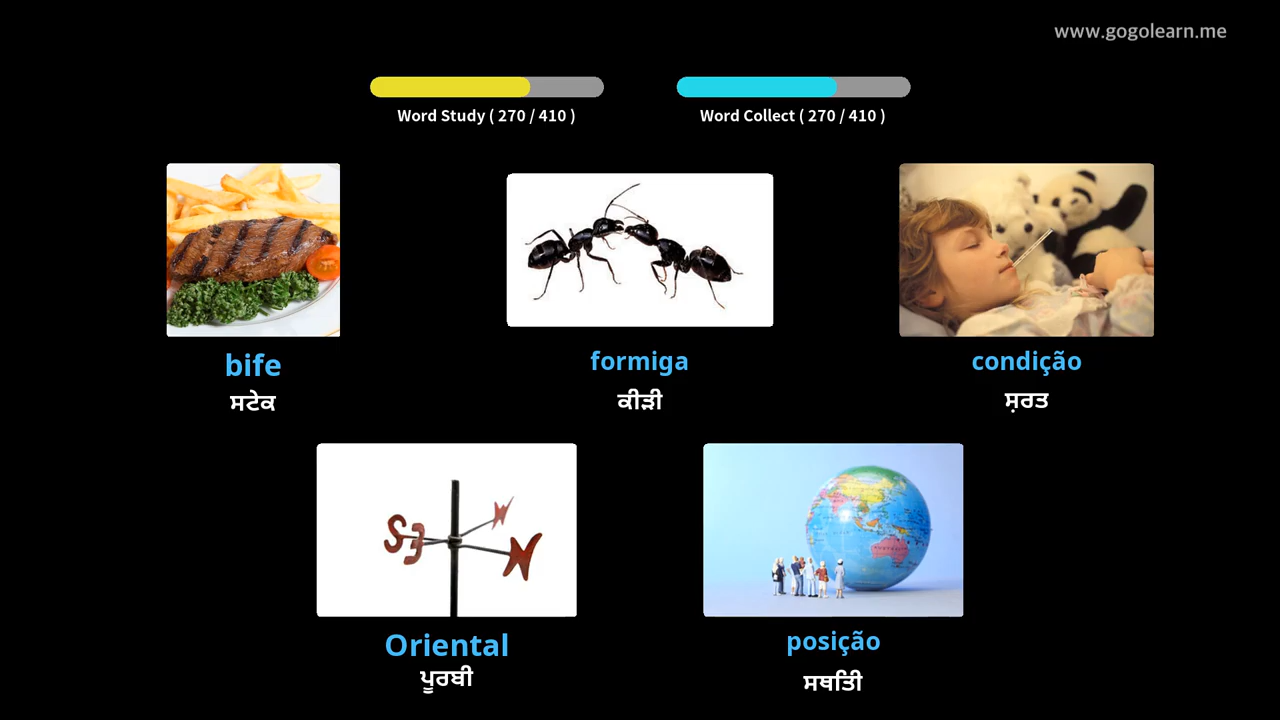 www.gogolearn.me
Word Study ( 270 / 410 )
Word Collect ( 270 / 410 )
bife
ਸਟੇਕ
formiga
ਕੀੜੀ
condição
ਸ਼ਰਤ
Oriental
ਪੂਰਬੀ
posição
ਸਥਿਤੀ